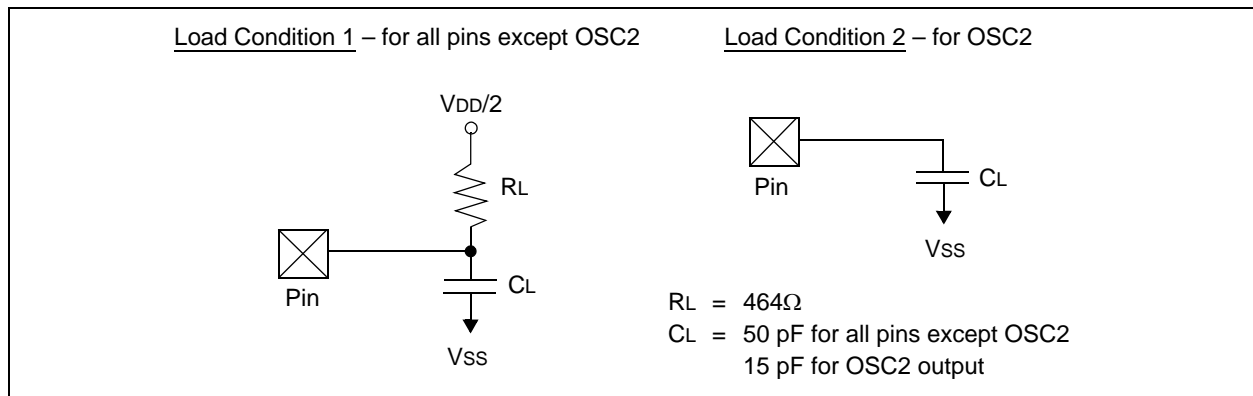 Load Condition 1 – for all pins except OSC2
VDD/2
RL
Pin
CL
VSS
Load Condition 2 – for OSC2
Pin
CL
VSS
RL = 464Ω
CL = 50 pF for all pins except OSC2
15 pF for OSC2 output